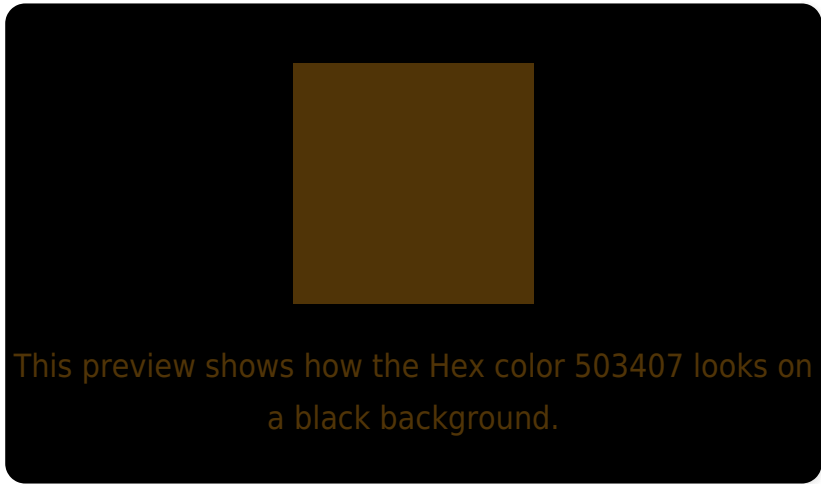 This preview shows how the Hex color 503407 looks on
a black background.